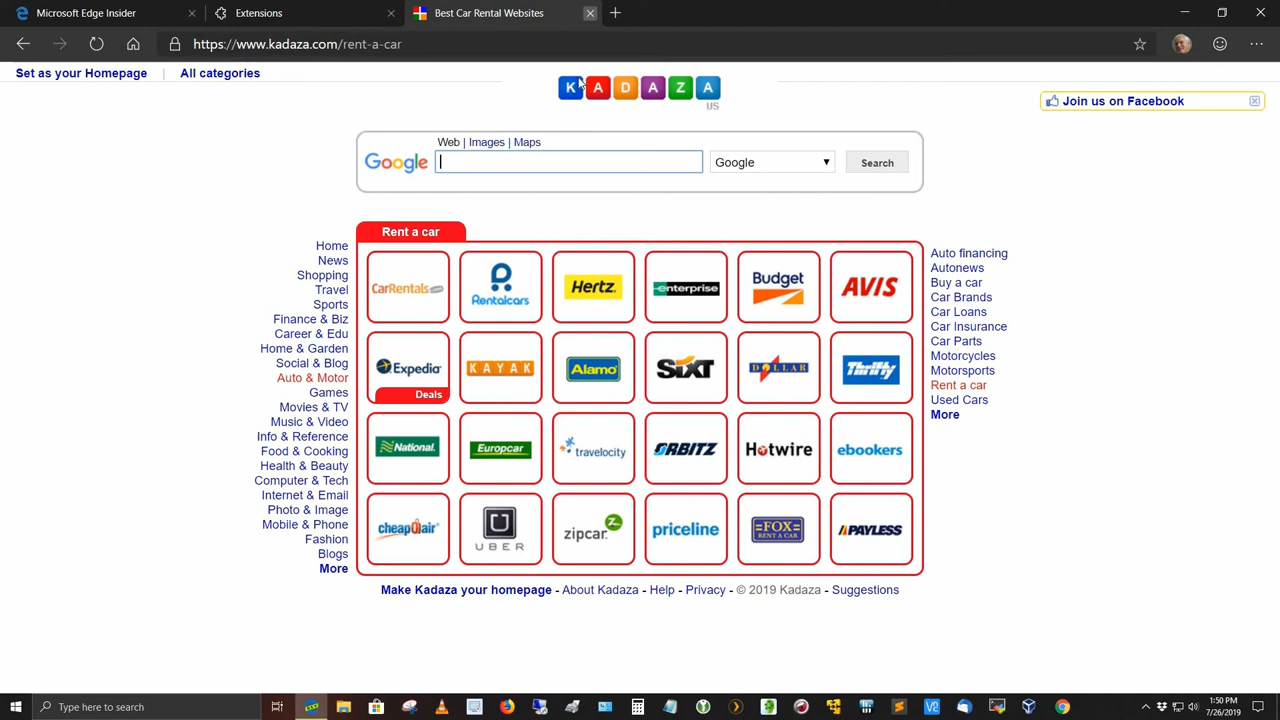 Microsoft Edge Insider
Extensions
Best Car Rental Websites
https://www.kadaza.com/rent-a-car
Set as your Homepage | All categories
KADAZA
US
Join us on Facebook
Web | Images | Maps
Google
Google
Search
Rent a car
Home
News
Shopping
Travel
Sports
Finance & Biz
Career & Edu
Home & Garden
Social & Blog
Auto & Motor
Games
Movies & TV
Music & Video
Info & Reference
Food & Cooking
Health & Beauty
Computer & Tech
Internet & Email
Photo & Image
Mobile & Phone
Fashion
Blogs
More
CarRentals
Rentalcars
Hertz.
enterprise
Budget
AVIS
Expedia
Deals
KAYAK
Alamo
SiXT
DOLLAR
Thrifty
National.
Europcar
travelocity
ORBITZ
HOTWIRE
ebookers
cheapOair
UBER
zipcar.
priceline
FOX
RENT A CAR
PAYLESS
Auto financing
Autonews
Buy a car
Car Brands
Car Loans
Car Insurance
Car Parts
Motorcycles
Motorsports
Rent a car
Used Cars
More
Make Kadaza your homepage - About Kadaza - Help - Privacy - © 2019 Kadaza - Suggestions
Type here to search
1:50 PM
7/26/2019